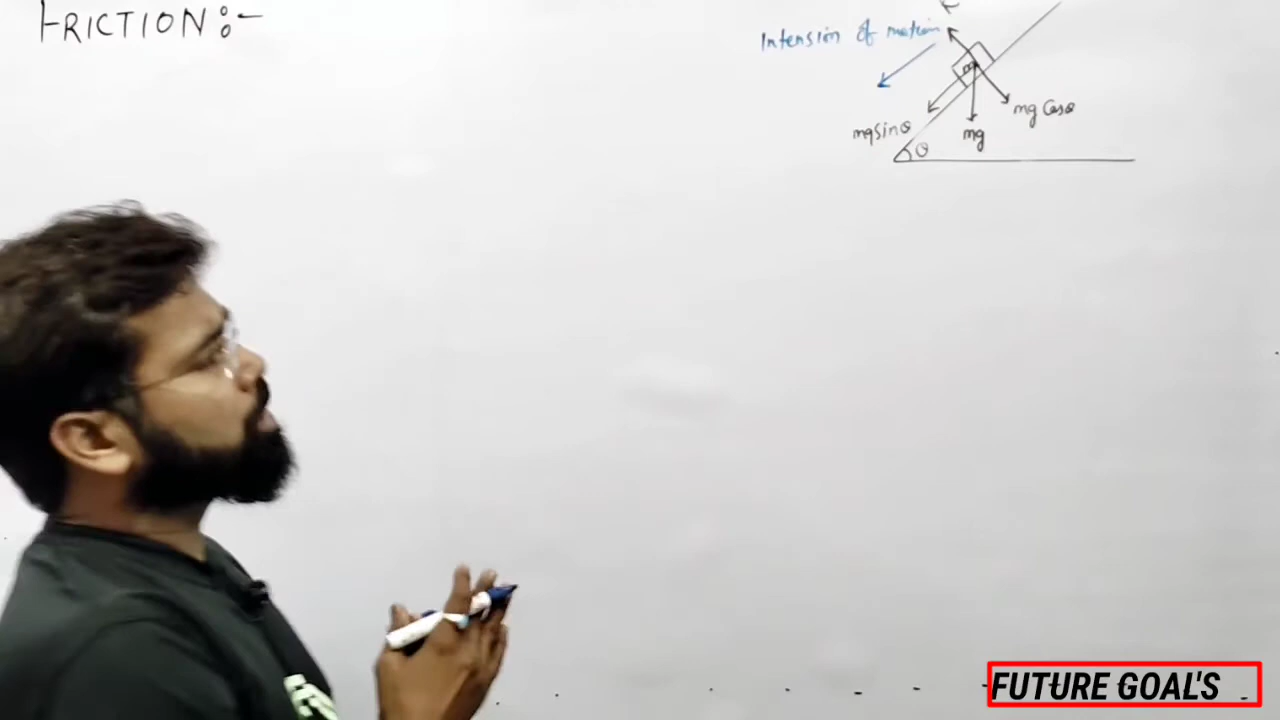 FRICTION:-
Intension of motion
m
mg Cosθ
mgsinθ
mg
θ
FUTURE GOAL'S